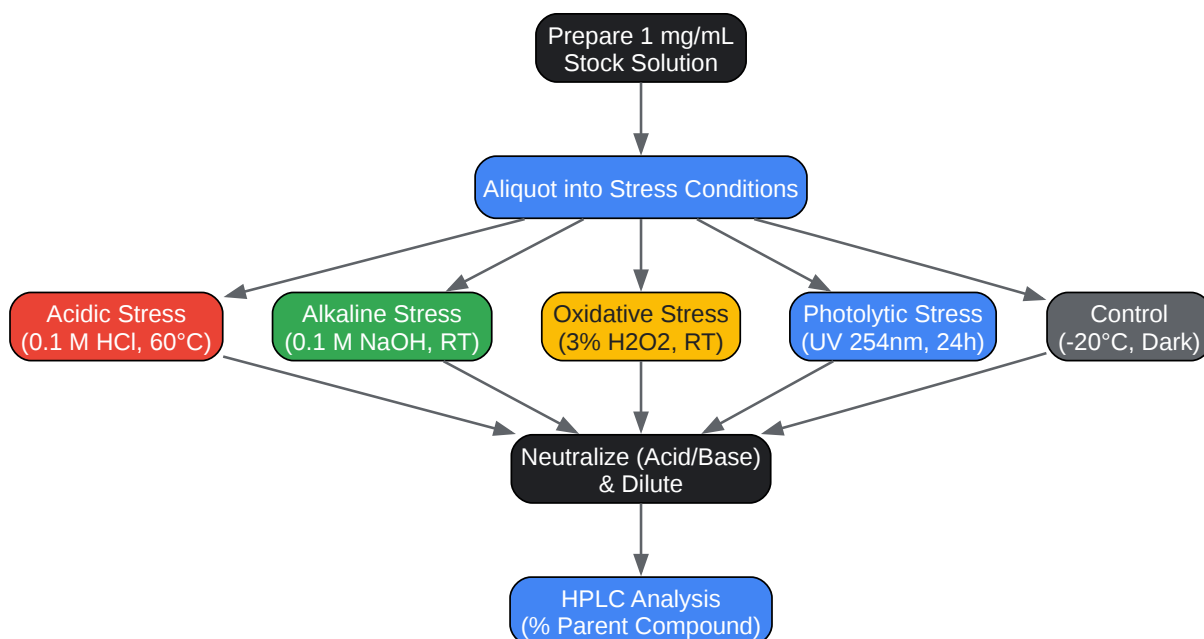 Prepare 1 mg/mL
Stock Solution
Aliquot into Stress Conditions
Acidic Stress
(0.1 M HCl, 60°C)
Alkaline Stress
(0.1 M NaOH, RT)
Oxidative Stress
(3% H2O2, RT)
Photolytic Stress
(UV 254nm, 24h)
Control
(-20°C, Dark)
Neutralize (Acid/Base)
& Dilute
HPLC Analysis
(% Parent Compound)